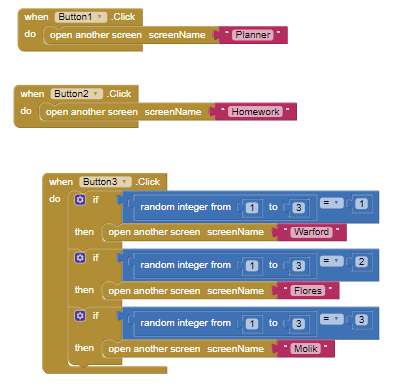 when Button1 .Click
do open another screen screenName " Planner "
when Button2 .Click
do open another screen screenName " Homework "
when Button3 .Click
do if random integer from 1 to 3 = 1
then open another screen screenName " Warford "
if random integer from 1 to 3 = 2
then open another screen screenName " Flores "
if random integer from 1 to 3 = 3
then open another screen screenName " Molik "